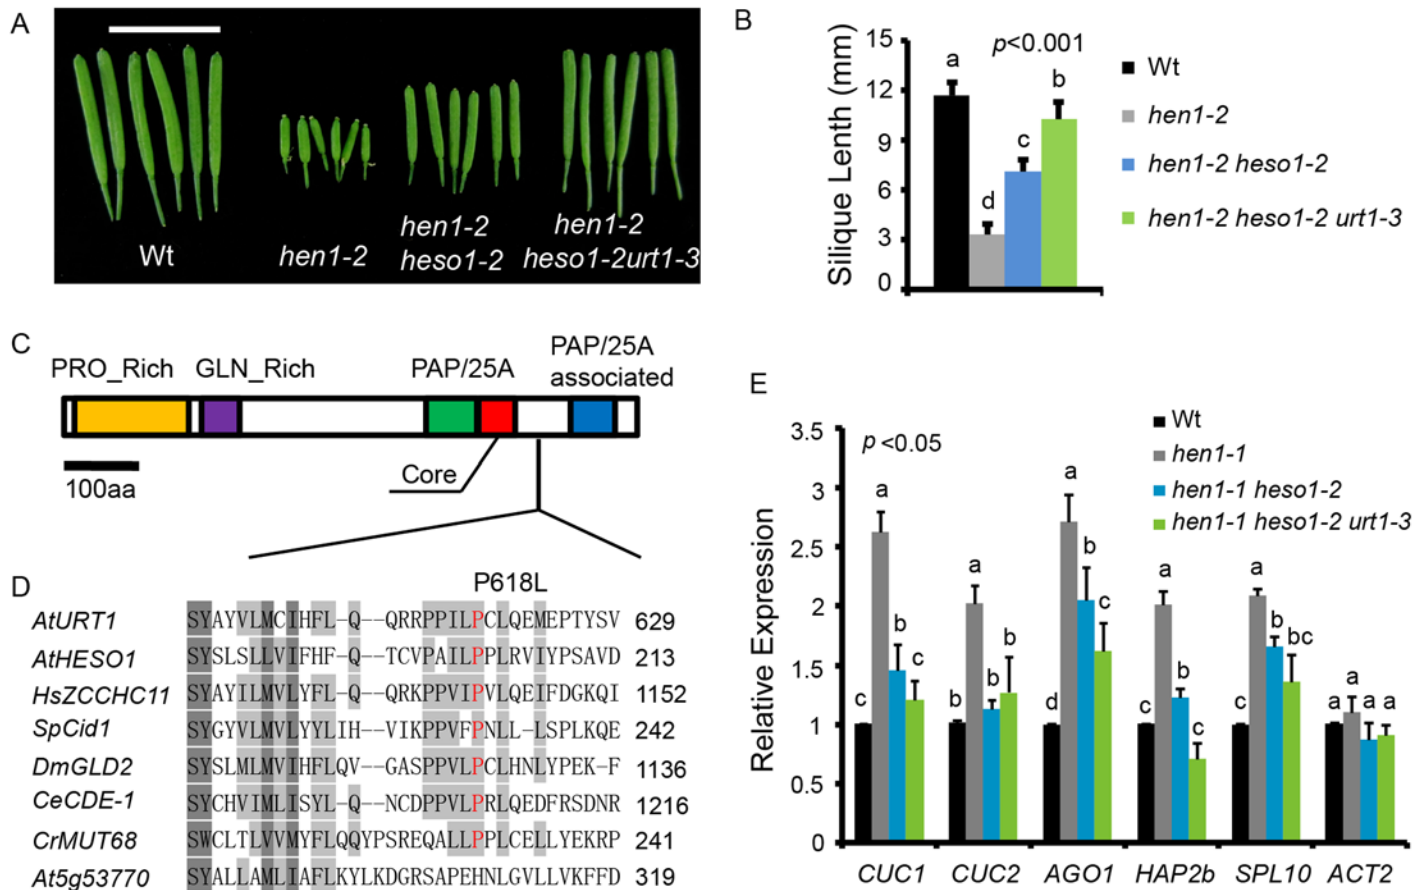 A
Wt
hen1-2
hen1-2
heso1-2
hen1-2
heso1-2urt1-3
B
Silique Lenth (mm)
15
12
9
6
3
0
p<0.001
a
d
c
b
Wt
hen1-2
hen1-2 heso1-2
hen1-2 heso1-2 urt1-3
C
PRO_Rich
GLN_Rich
PAP/25A
PAP/25A
associated
Core
100aa
D
P618L
AtURT1 SYAYVLMCIHFL-Q--QRRPPILPCLQEMEPTYSV 629
AtHESO1 SYSLSLLVIFHF-Q--TCVPAILPPLRVIYPSAVD 213
HsZCCHC11 SYAYILMVLYFL-Q--QRKPPVIPVLQEIFDGKQI 1152
SpCid1 SYGYVLMVLYYLIH--VIKPPVFPNLL-LSPLKQE 242
DmGLD2 SYSLMLMVIHFLQV--GASPPVLPCLHNLYPEK-F 1136
CeCDE-1 SYCHVIMLISYL-Q--NCDPPVLPRLQEDFRSDNR 1216
CrMUT68 SWCLTLVVMYFLQQYPSREQALLPPLCELLYEKRP 241
At5g53770 SYALLAMLIAFLKYLKDGRSAPEHNLGVLLVKFFD 319
E
Relative Expression
3.5
3
2.5
2
1.5
1
0.5
0
p <0.05
Wt
hen1-1
hen1-1 heso1-2
hen1-1 heso1-2 urt1-3
c a b c
b a b b
d a b c
c a b c
c a b bc
a a a a
CUC1 CUC2 AGO1 HAP2b SPL10 ACT2